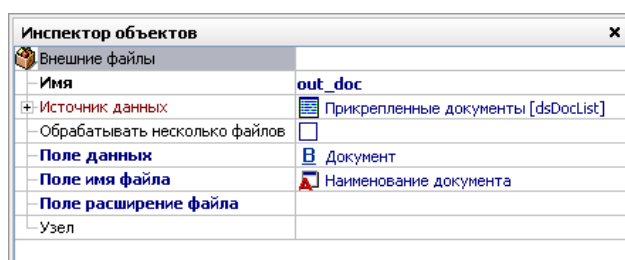 Инспектор объектов
Внешние файлы
Имя out_doc
Источник данных Прикрепленные документы [dsDocList]
Обрабатывать несколько файлов
Поле данных B Документ
Поле имя файла Наименование документа
Поле расширение файла
Узел